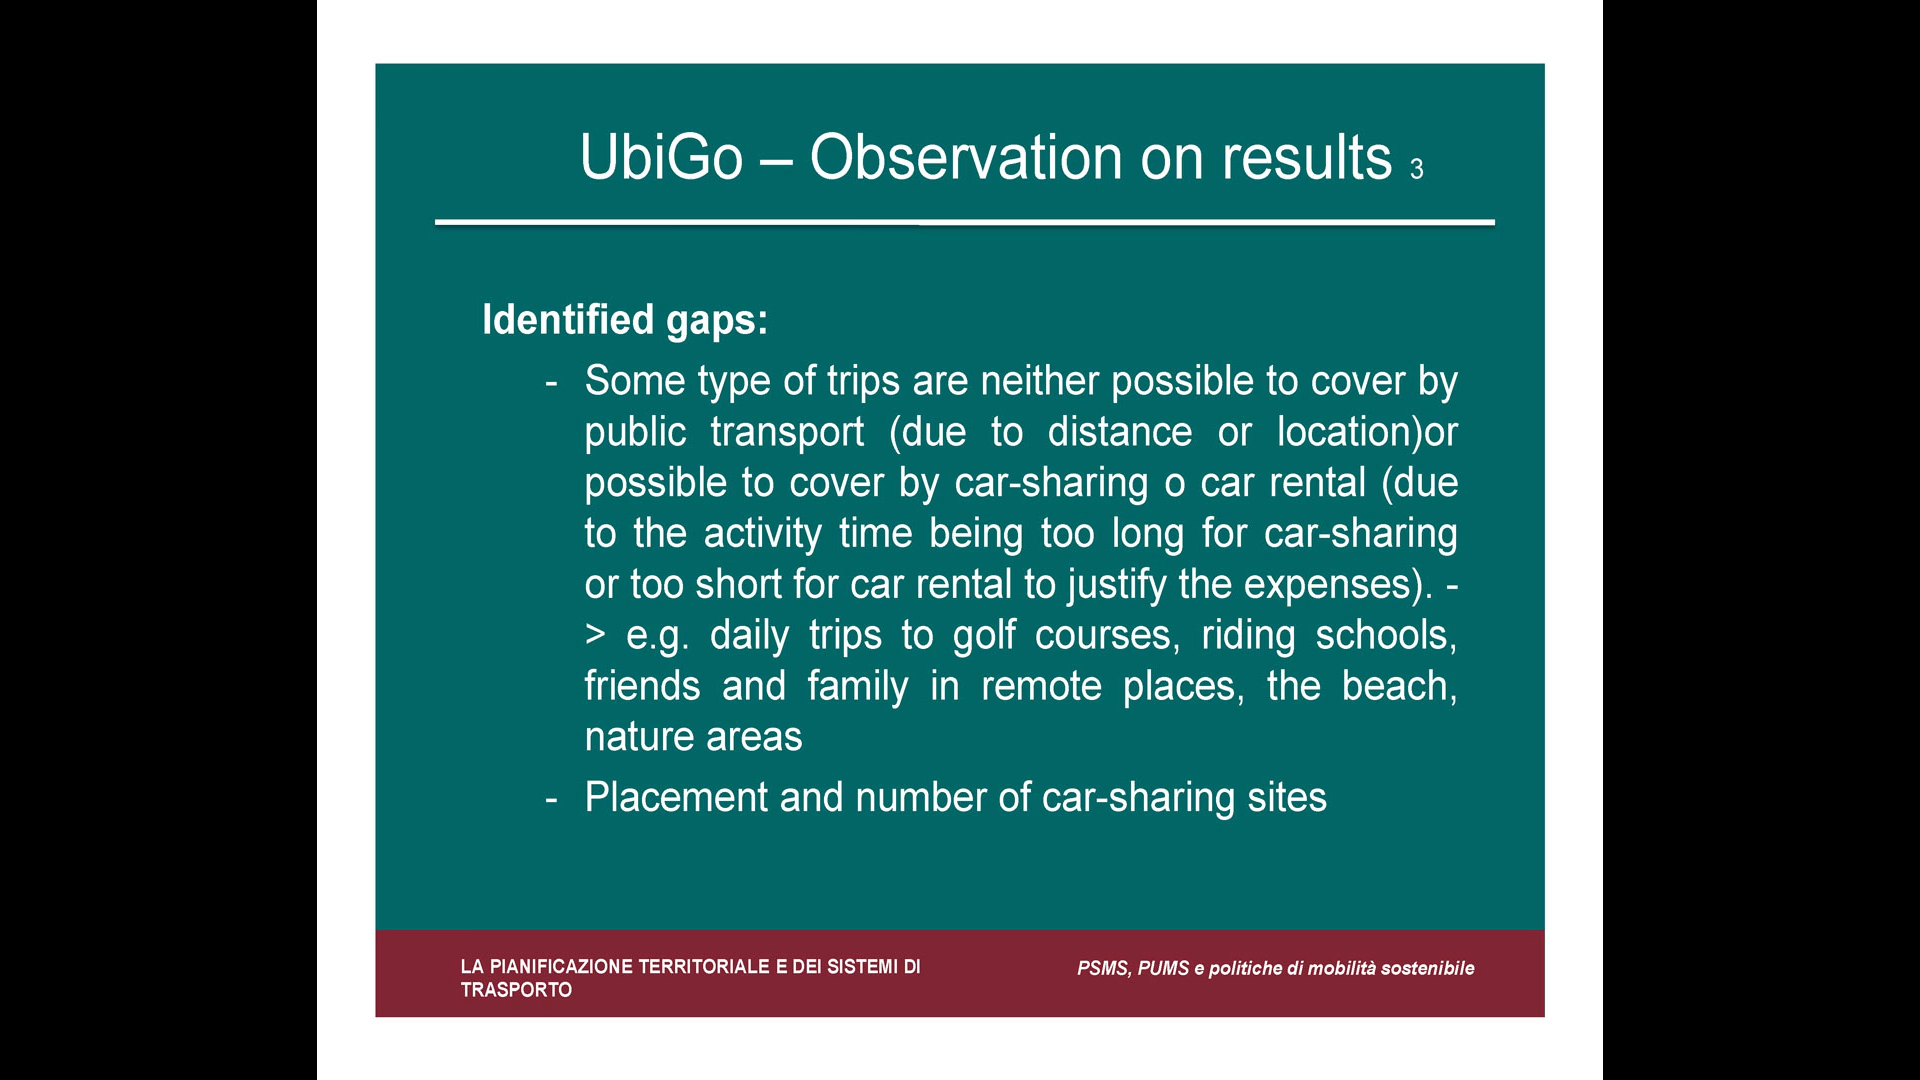 UbiGo – Observation on results 3
Identified gaps:
- Some type of trips are neither possible to cover by
public transport (due to distance or location)or
possible to cover by car-sharing o car rental (due
to the activity time being too long for car-sharing
or too short for car rental to justify the expenses). -
> e.g. daily trips to golf courses, riding schools,
friends and family in remote places, the beach,
nature areas
- Placement and number of car-sharing sites
LA PIANIFICAZIONE TERRITORIALE E DEI SISTEMI DI
TRASPORTO
PSMS, PUMS e politiche di mobilità sostenibile